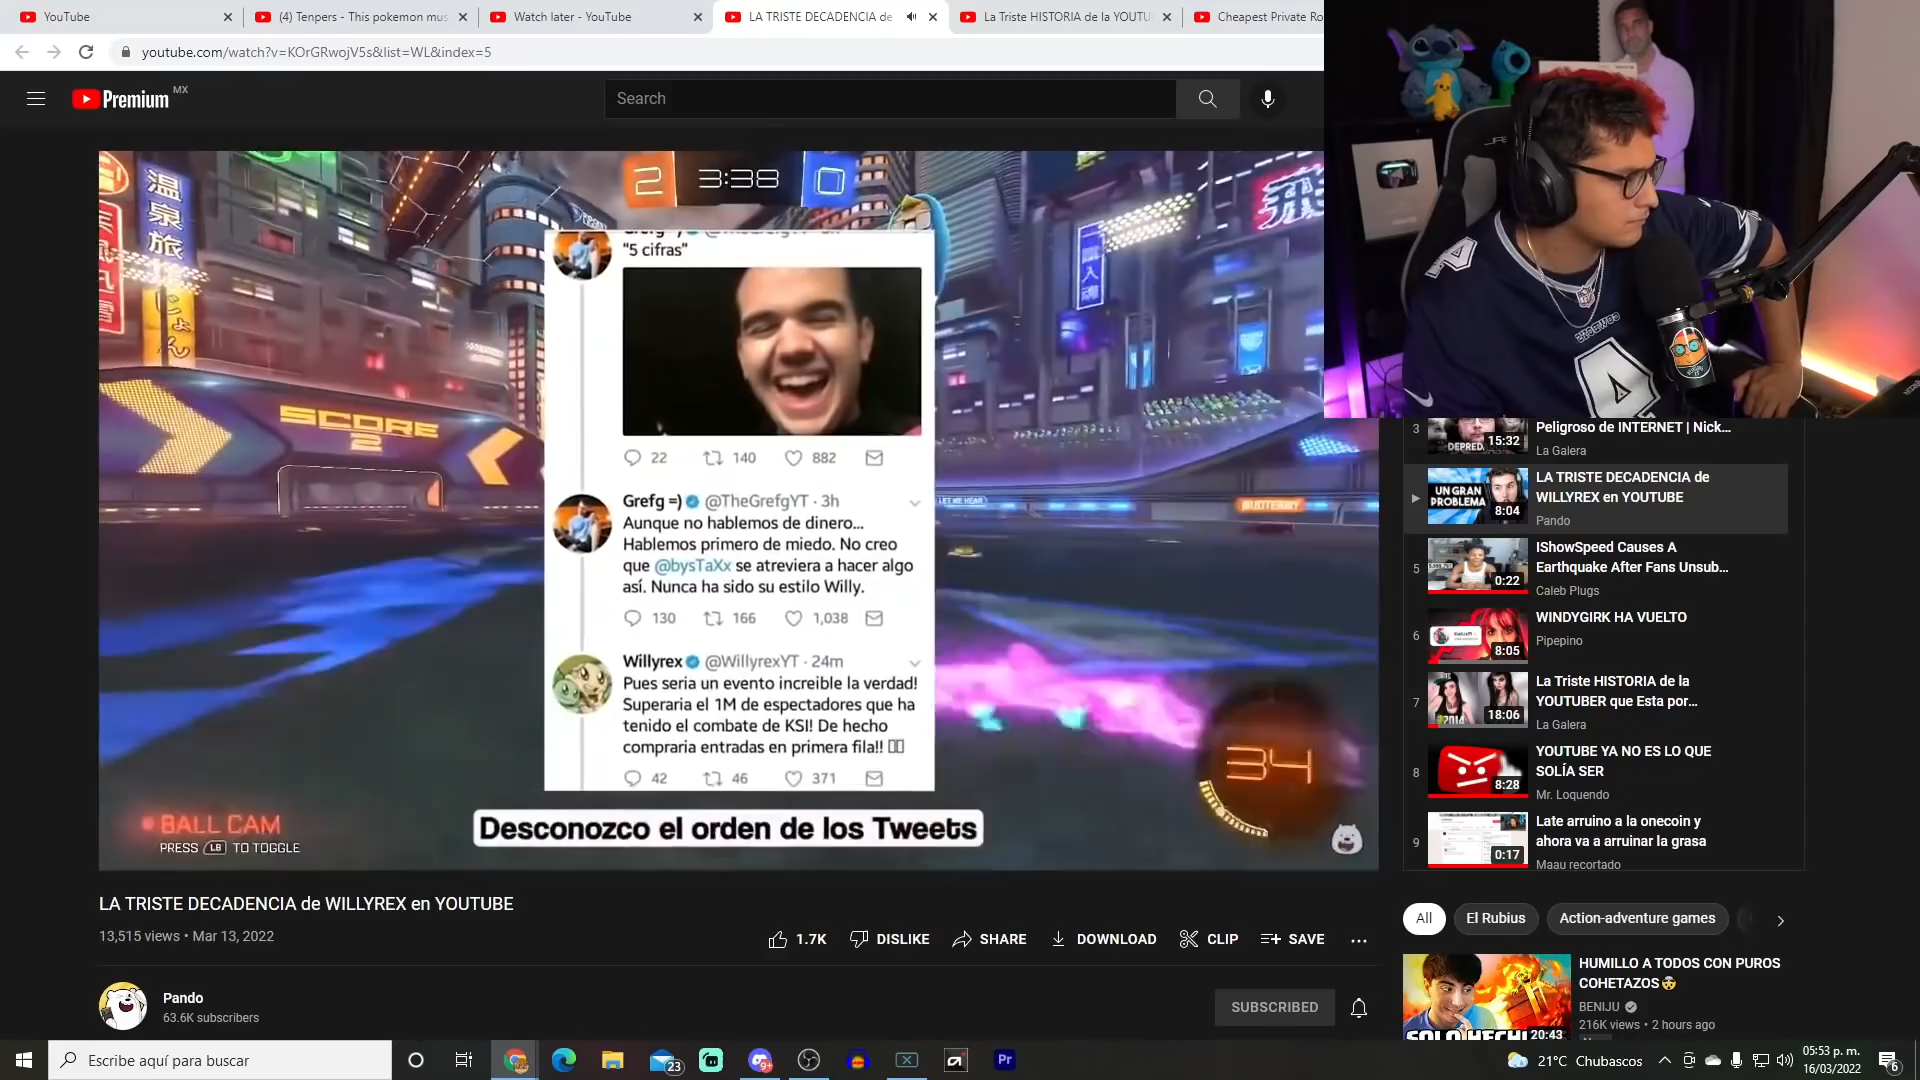 YouTube
(4) Tenpers - This pokemon mus
Watch later - YouTube
LA TRISTE DECADENCIA de
La Triste HISTORIA de la YOUTU
Cheapest Private Ro
youtube.com/watch?v=KOrGRwojV5s&list=WL&index=5
Premium MX
Search
2 3:38 0
温泉旅
SCORE
2
"5 cifras"
22 140 882
Grefg =) @TheGrefgYT · 3h
Aunque no hablemos de dinero...
Hablemos primero de miedo. No creo
que @bysTaXx se atreviera a hacer algo
así. Nunca ha sido su estilo Willy.
130 166 1,038
Willyrex @WillyrexYT · 24m
Pues seria un evento increible la verdad!
Superaria el 1M de espectadores que ha
tenido el combate de KSI! De hecho
compraria entradas en primera fila!!
42 46 371
34
BALL CAM
PRESS LB TO TOGGLE
Desconozco el orden de los Tweets
LA TRISTE DECADENCIA de WILLYREX en YOUTUBE
13,515 views • Mar 13, 2022
1.7K DISLIKE SHARE DOWNLOAD CLIP SAVE ...
Pando
63.6K subscribers
SUBSCRIBED
3
15:32
Peligroso de INTERNET | Nick...
La Galera
UN GRAN
PROBLEMA
8:04
LA TRISTE DECADENCIA de
WILLYREX en YOUTUBE
Pando
5
0:22
IShowSpeed Causes A
Earthquake After Fans Unsub...
Caleb Plugs
6
8:05
WINDYGIRK HA VUELTO
Pipepino
7
18:06
La Triste HISTORIA de la
YOUTUBER que Esta por...
La Galera
8
8:28
YOUTUBE YA NO ES LO QUE
SOLÍA SER
Mr. Loquendo
9
0:17
Late arruino a la onecoin y
ahora va a arruinar la grasa
Maau recortado
All El Rubius Action-adventure games
20:43
HUMILLO A TODOS CON PUROS
COHETAZOS
BENIJU
216K views • 2 hours ago
Escribe aquí para buscar
23
9+
Pr
21°C Chubascos
05:53 p. m.
16/03/2022
6